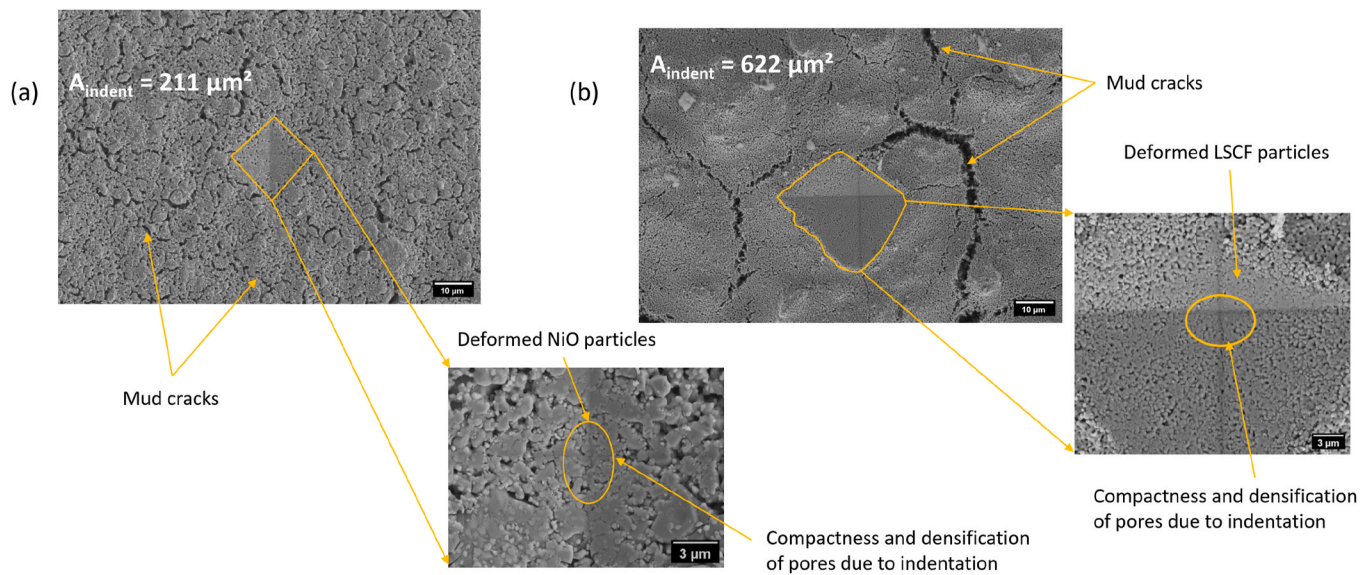 (a)
A_indent = 211 µm²
10 µm
Mud cracks
Deformed NiO particles
3 µm
Compactness and densification
of pores due to indentation
(b)
A_indent = 622 µm²
10 µm
Mud cracks
Deformed LSCF particles
3 µm
Compactness and densification
of pores due to indentation